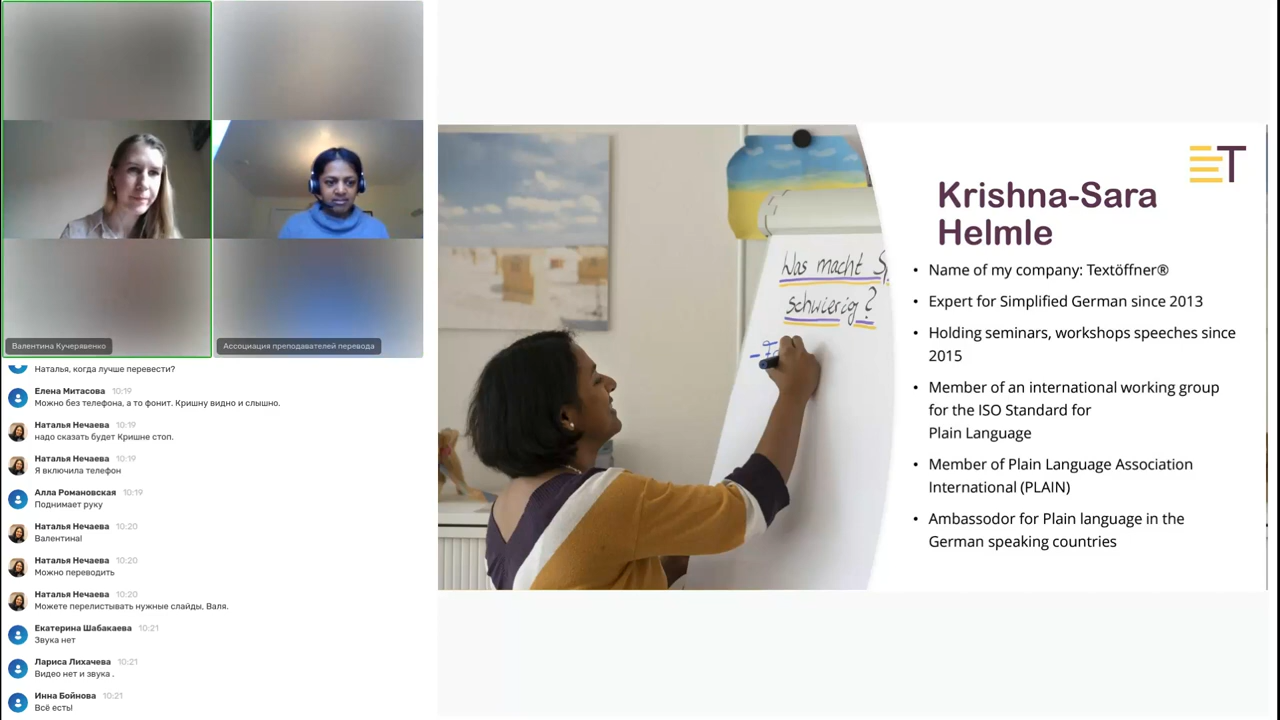 Валентина Кучерявенко
Ассоциация преподавателей перевода
Наталья, когда лучше перевести?
Елена Митасова 10:19
Можно без телефона, а то фонит. Кришну видно и слышно.
Наталья Нечаева 10:19
надо сказать будет Кришне стоп.
Наталья Нечаева 10:19
Я включила телефон
Алла Романовская 10:19
Поднимает руку
Наталья Нечаева 10:20
Валентина!
Наталья Нечаева 10:20
Можно переводить
Наталья Нечаева 10:20
Можете перелистывать нужные слайды, Валя.
Екатерина Шабакаева 10:21
Звука нет
Лариса Лихачева 10:21
Видео нет и звука .
Инна Бойнова 10:21
Всё есть!
Was macht
schwierig?
T
Krishna-Sara
Helmle
• Name of my company: Textöffner®
• Expert for Simplified German since 2013
• Holding seminars, workshops speeches since
2015
• Member of an international working group
for the ISO Standard for
Plain Language
• Member of Plain Language Association
International (PLAIN)
• Ambassodor for Plain language in the
German speaking countries